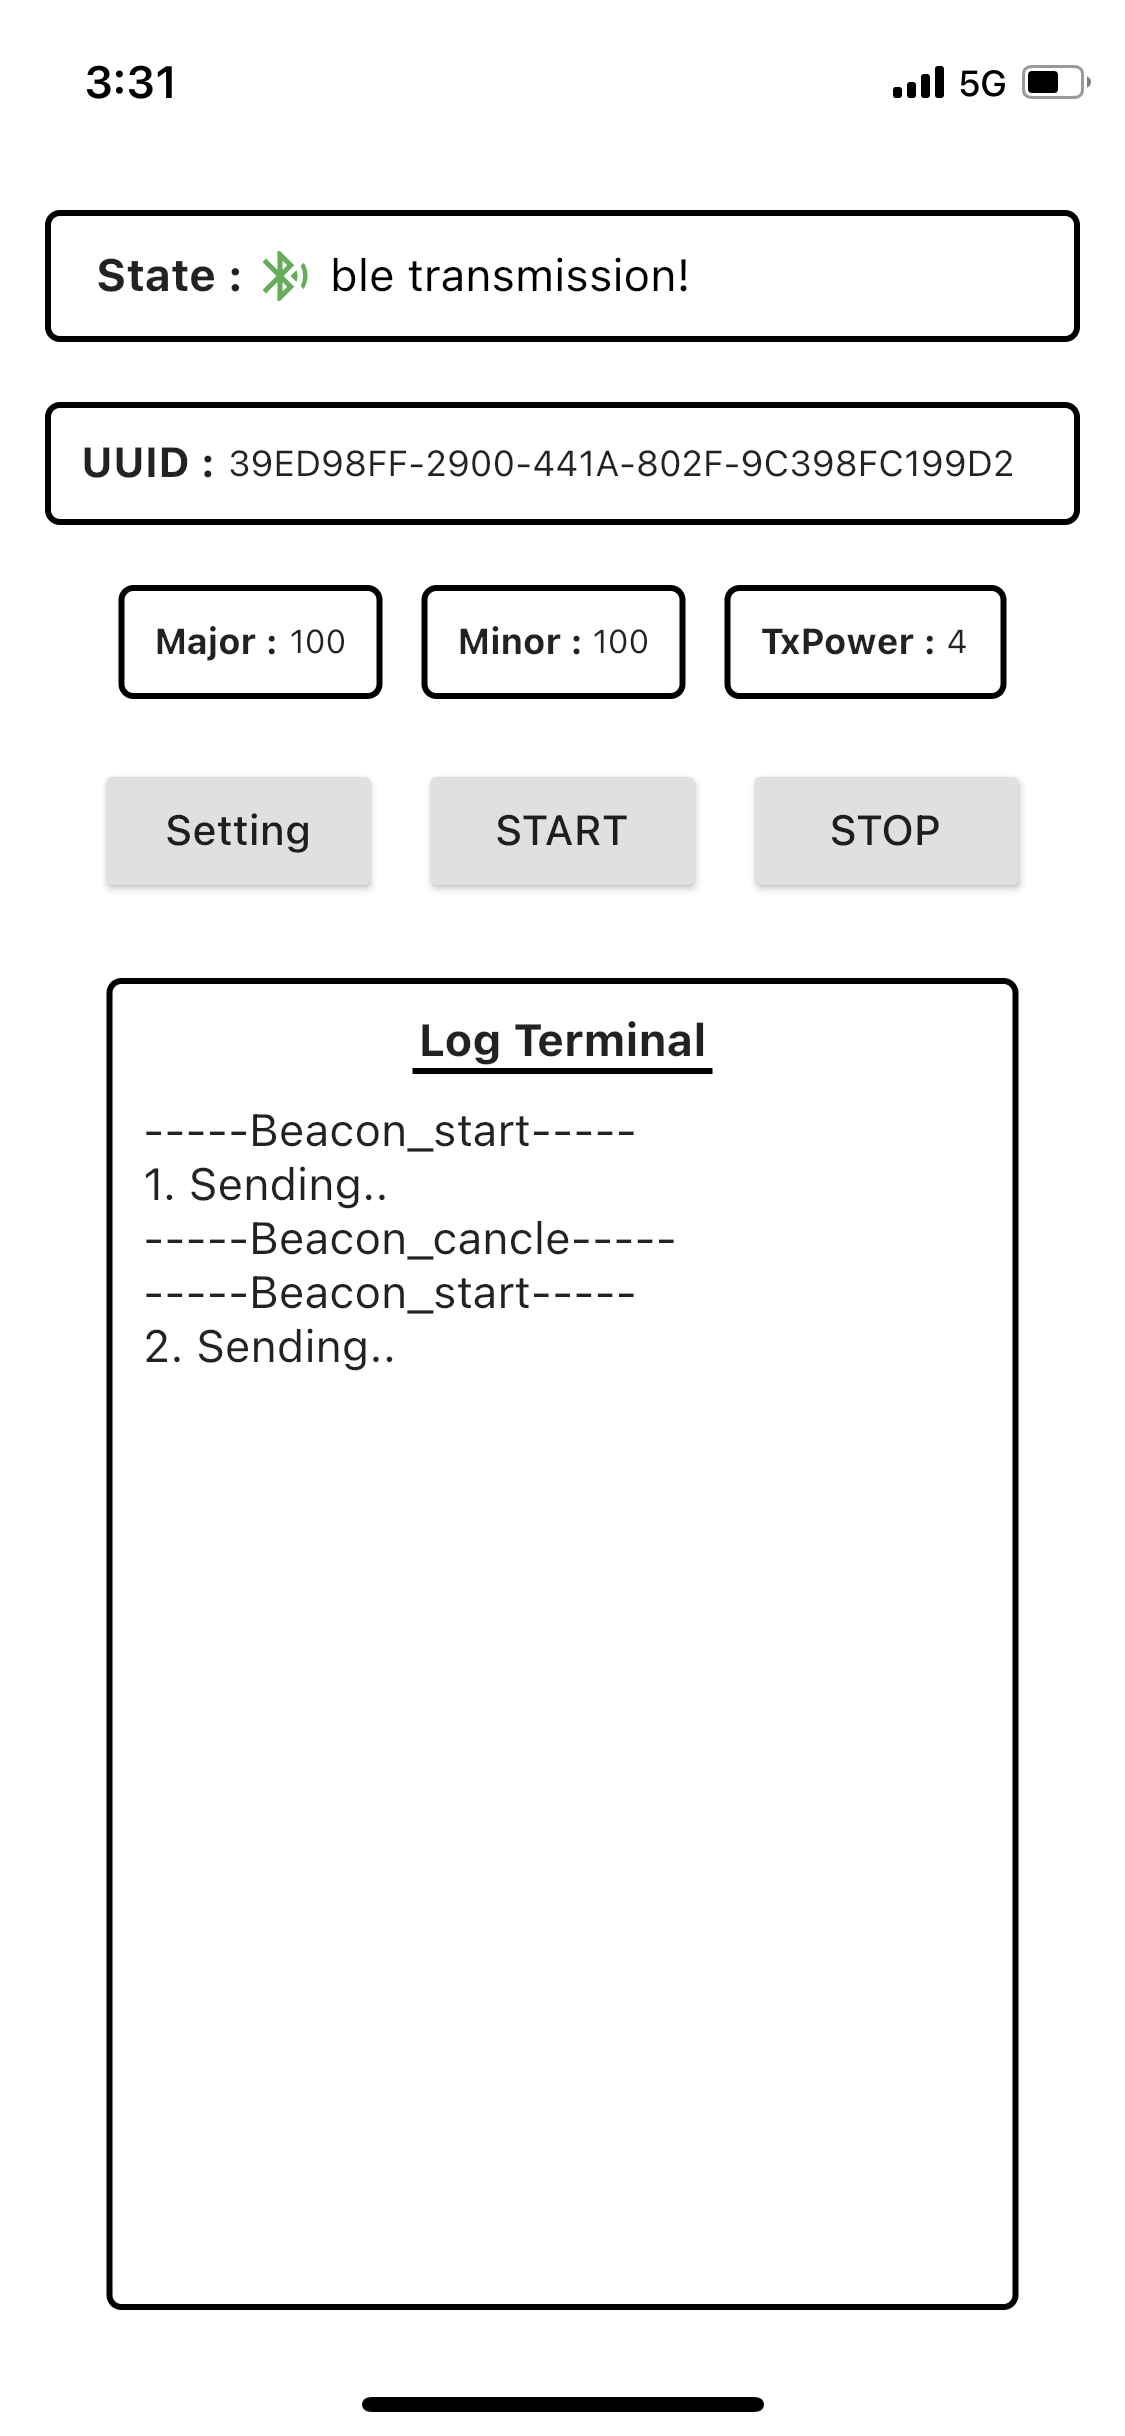 3:31 5G
State : ble transmission!
UUID : 39ED98FF-2900-441A-802F-9C398FC199D2
Major : 100 Minor : 100 TxPower : 4
Setting START STOP
Log Terminal
-----Beacon_start-----
1. Sending..
-----Beacon_cancle-----
-----Beacon_start-----
2. Sending..